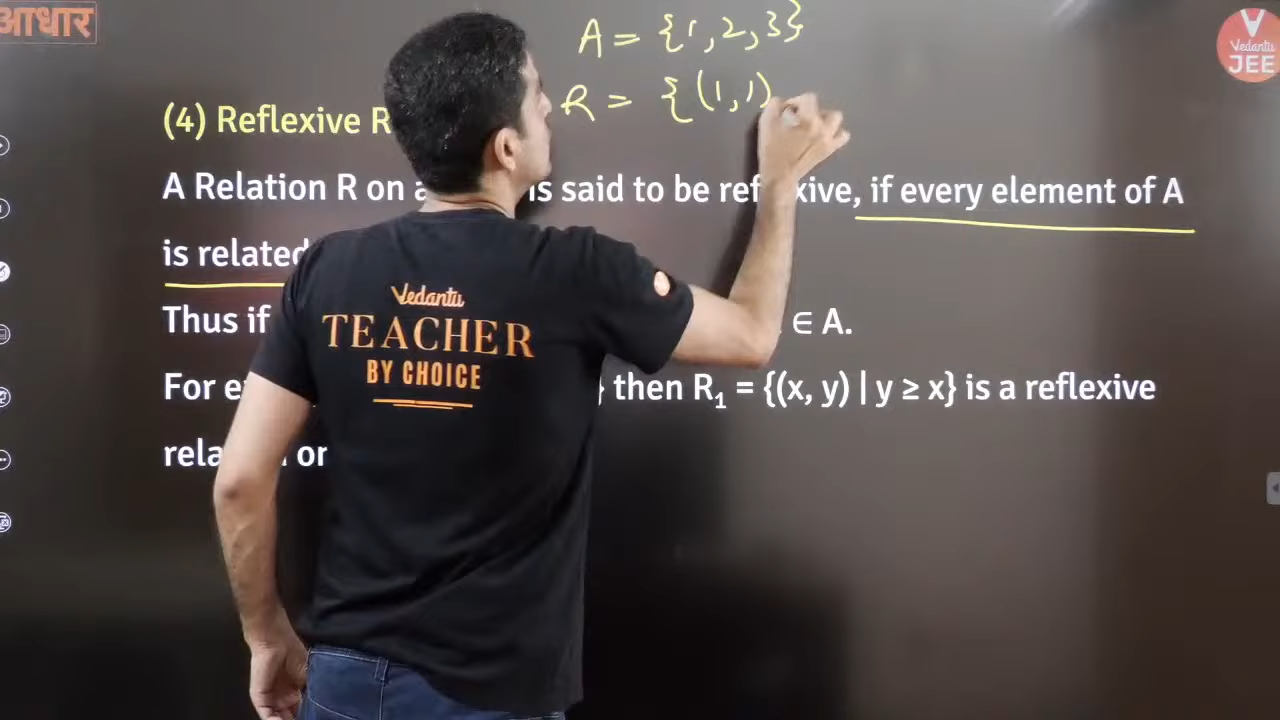 आधार
A = {1, 2, 3}
Vedantu
JEE
R = {(1, 1)
(4) Reflexive R
A Relation R on a is said to be ref xive, if every element of A
is related
Thus if ∈ A.
For e } then R₁ = {(x, y) | y ≥ x} is a reflexive
rela on
Vedantu
TEACHER
BY CHOICE